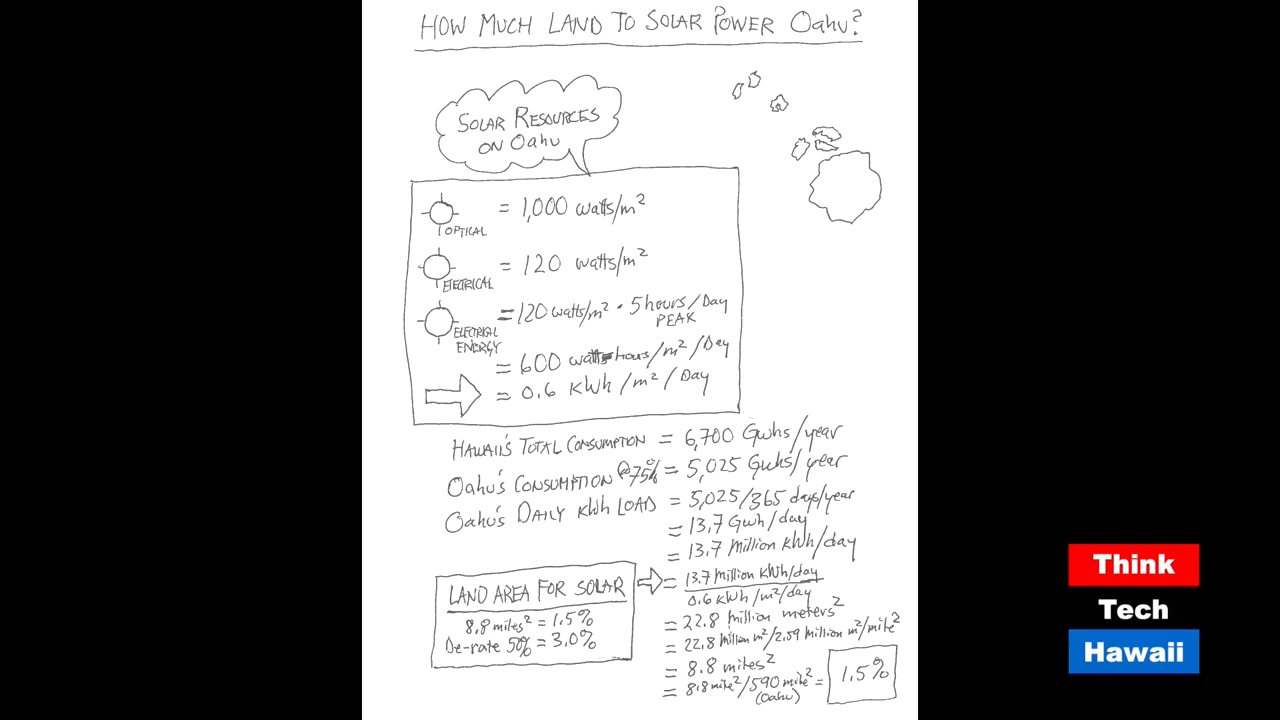 HOW MUCH LAND TO SOLAR POWER Oahu?
SOLAR RESOURCES
ON Oahu
= 1,000 watts/m²
OPTICAL
= 120 watts/m²
ELECTRICAL
= 120 watts/m² • 5 hours/Day
PEAK
ELECTRICAL
ENERGY
= 600 watts-hours/m²/Day
= 0.6 KWh/m²/Day
HAWAII'S TOTAL CONSUMPTION = 6,700 Gwhs/year
Oahu's CONSUMPTION @75% = 5,025 Gwhs/year
Oahu's DAILY KWh LOAD = 5,025/365 days/year
= 13.7 Gwh/day
= 13.7 Million KWh/day
= 13.7 Million KWh/day
0.6 KWh/m²/day
= 22.8 Million meters²
= 22.8 Million m²/2.59 Million m²/mile²
= 8.8 miles²
= 8.8 mile²/590 mile² = 1.5%
(Oahu)
LAND AREA FOR SOLAR
8.8 miles² = 1.5%
De-rate 50% = 3.0%
Think
Tech
Hawaii